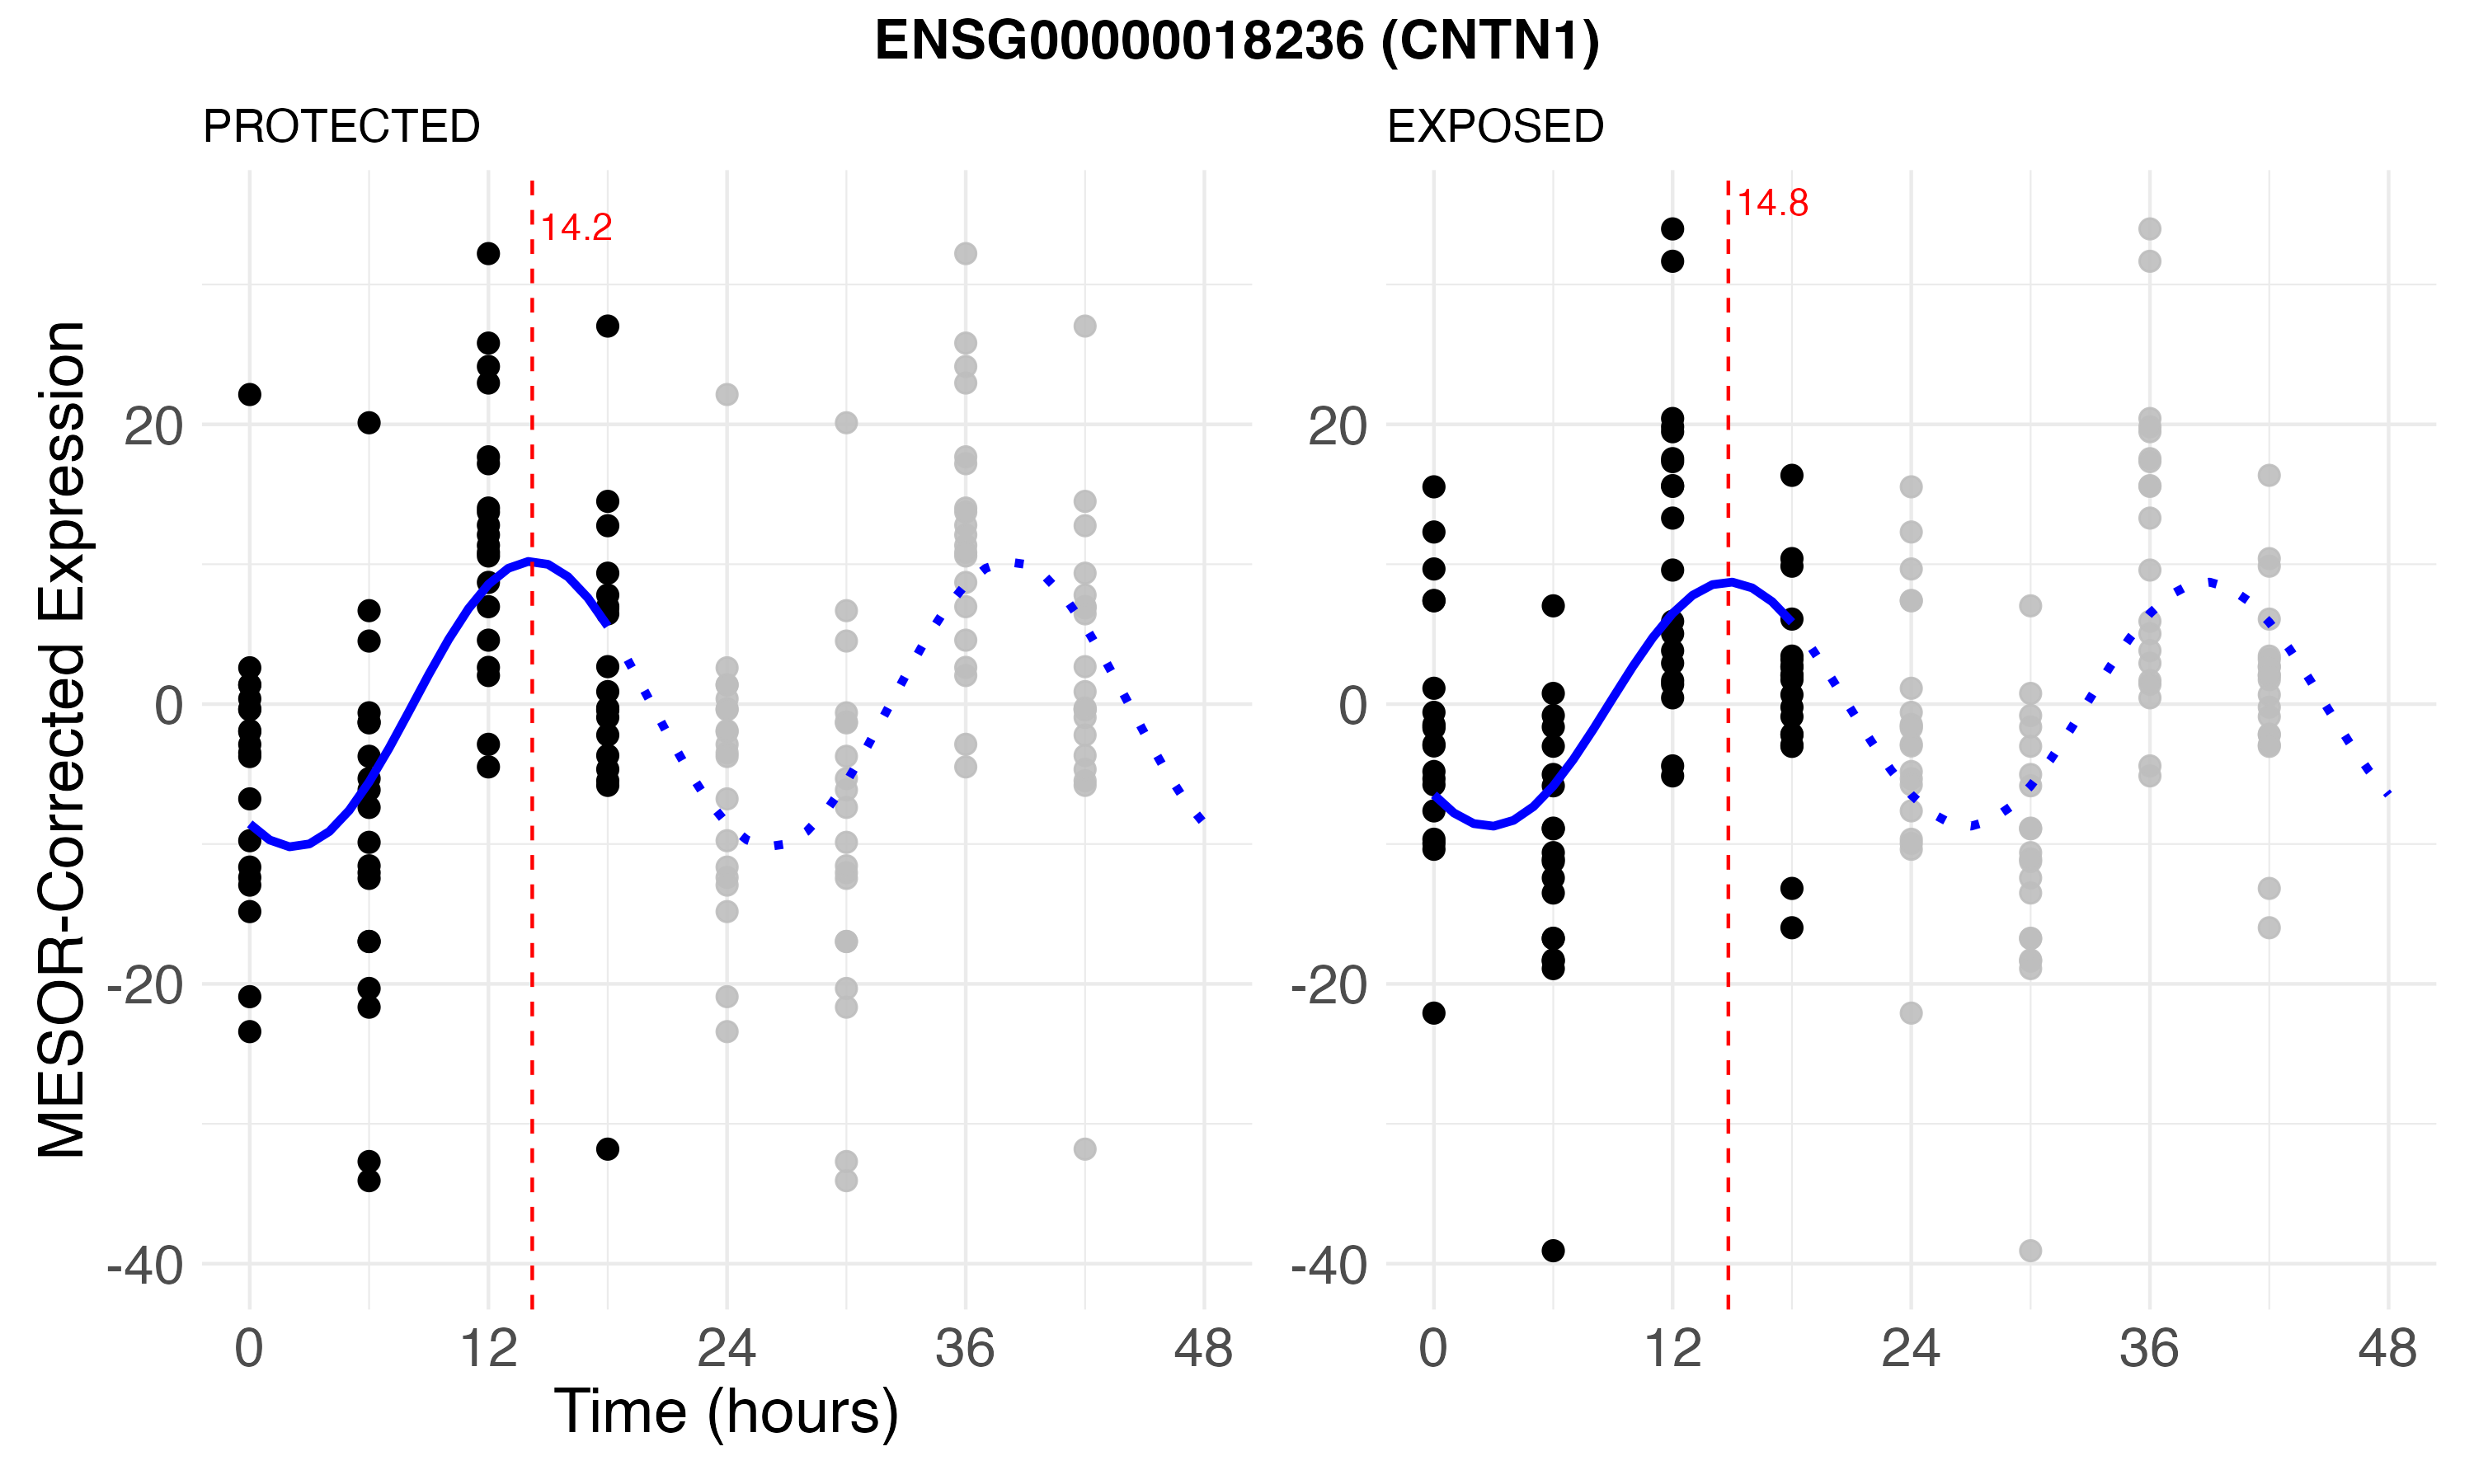 ENSG00000018236 (CNTN1)
PROTECTED
EXPOSED
MESOR-Corrected Expression
14.2
14.8
20
0
-20
-40
20
0
-20
-40
0 12 24 36 48
0 12 24 36 48
Time (hours)